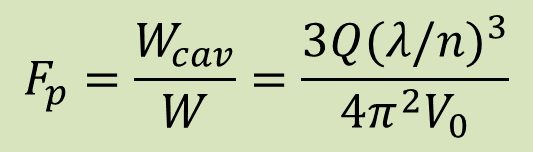 F_p = W_cav / W = 3Q(λ/n)^3 / 4π^2V_0